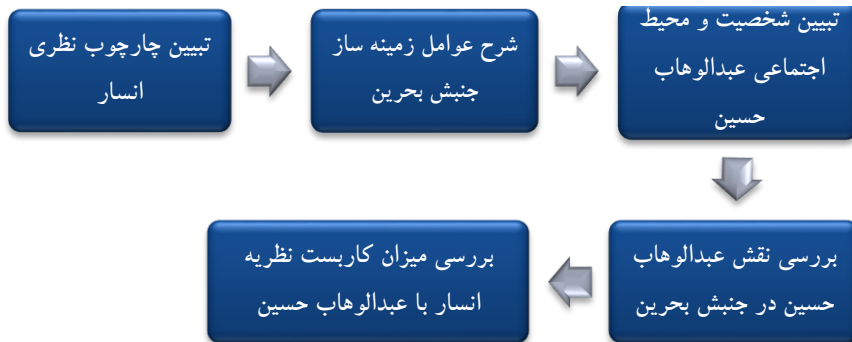 تبیین چارچوب نظری
انسار
شرح عوامل زمینه ساز
جنبش بحرین
تبیین شخصیت و محیط
اجتماعی عبدالوهاب
حسین
بررسی نقش عبدالوهاب
حسین در جنبش بحرین
بررسی میزان کاربست نظریه
انسار با عبدالوهاب حسین